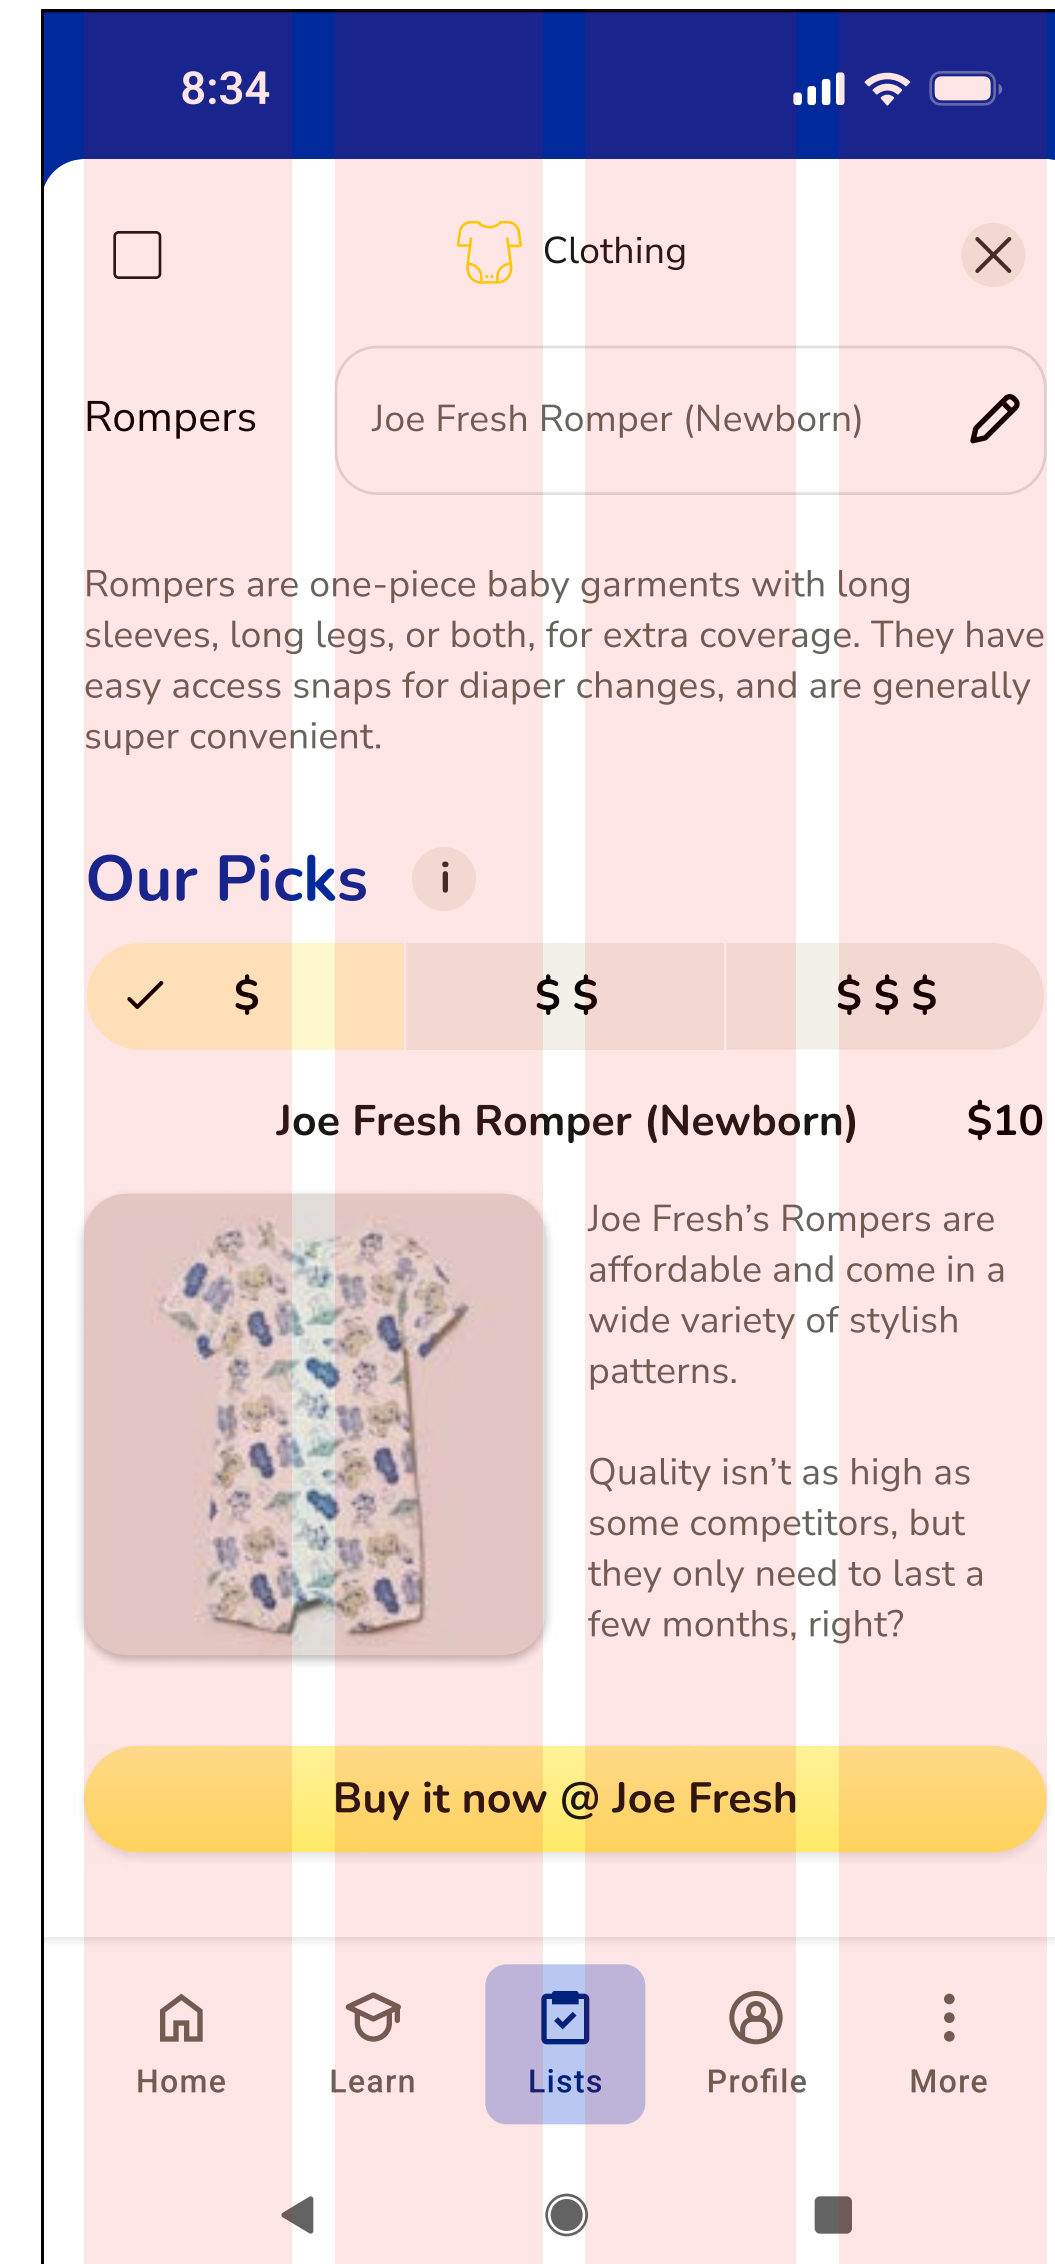 8:34
Clothing
Rompers
Joe Fresh Romper (Newborn)
Rompers are one-piece baby garments with long
sleeves, long legs, or both, for extra coverage. They have
easy access snaps for diaper changes, and are generally
super convenient.
Our Picks i
$ $ $ $ $ $
Joe Fresh Romper (Newborn) $10
Joe Fresh’s Rompers are
affordable and come in a
wide variety of stylish
patterns.
Quality isn’t as high as
some competitors, but
they only need to last a
few months, right?
Buy it now @ Joe Fresh
Home Learn Lists Profile More